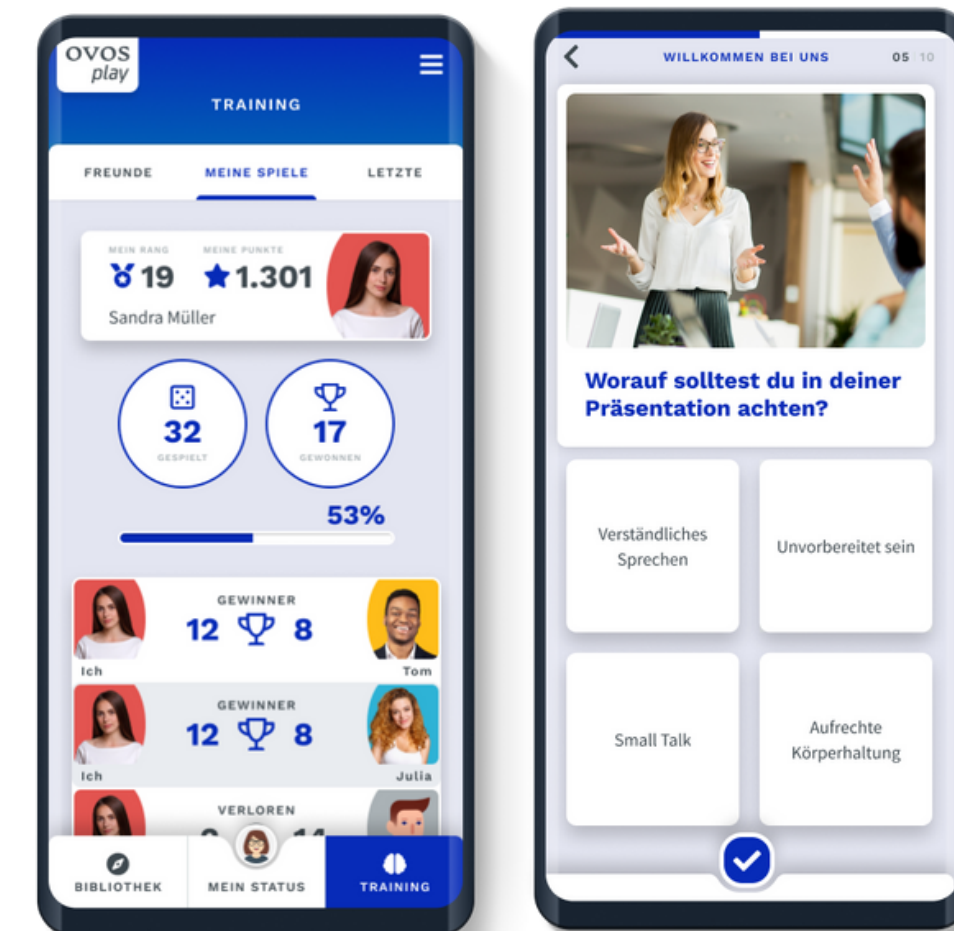 ovos
play
TRAINING
FREUNDE
MEINE SPIELE
LETZTE
MEIN RANG
MEINE PUNKTE
19
1.301
Sandra Müller
32
GESPIELT
17
GEWONNEN
53%
GEWINNER
12 8
Ich
Tom
GEWINNER
12 8
Ich
Julia
VERLOREN
BIBLIOTHEK
MEIN STATUS
TRAINING
WILLKOMMEN BEI UNS
05 10
Worauf solltest du in deiner
Präsentation achten?
Verständliches
Sprechen
Unvorbereitet sein
Small Talk
Aufrechte
Körperhaltung